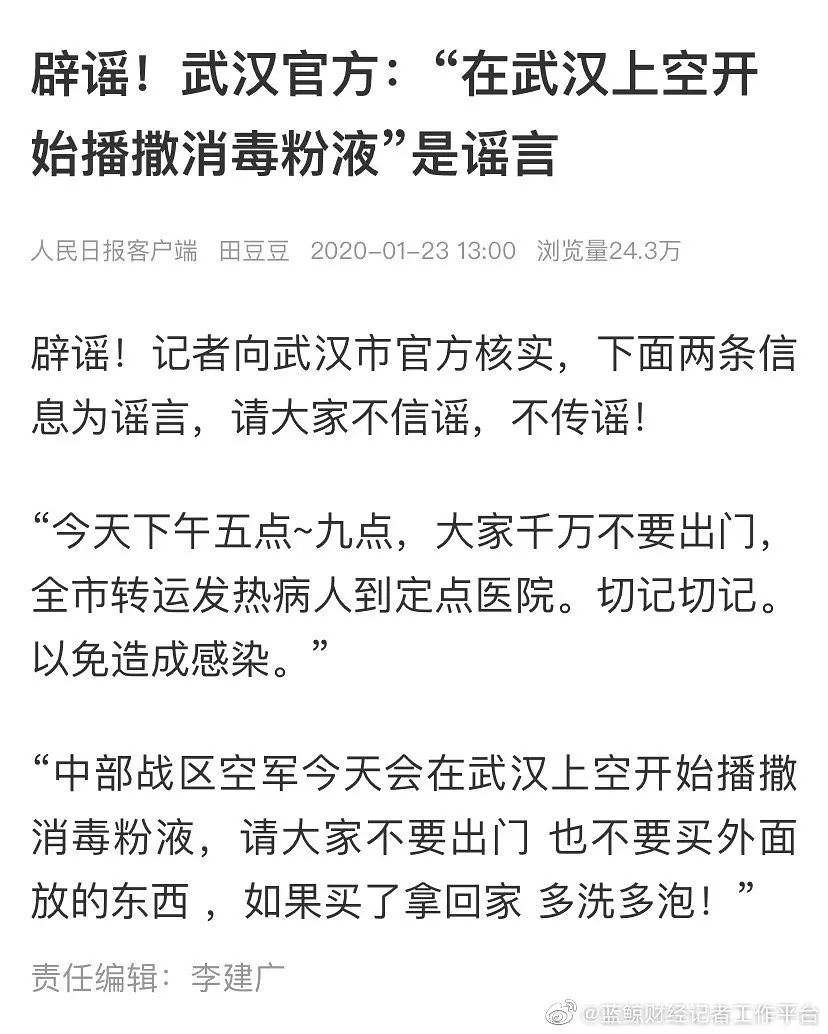 辟谣！武汉官方：“在武汉上空开
始播撒消毒粉液”是谣言
人民日报客户端 田豆豆 2020-01-23 13:00 浏览量24.3万
辟谣！记者向武汉市官方核实，下面两条信
息为谣言，请大家不信谣，不传谣！
“今天下午五点~九点，大家千万不要出门，
全市转运发热病人到定点医院。切记切记。
以免造成感染。”
“中部战区空军今天会在武汉上空开始播撒
消毒粉液，请大家不要出门 也不要买外面
放的东西 ，如果买了拿回家 多洗多泡！”
责任编辑：李建广
@蓝鲸财经记者工作平台